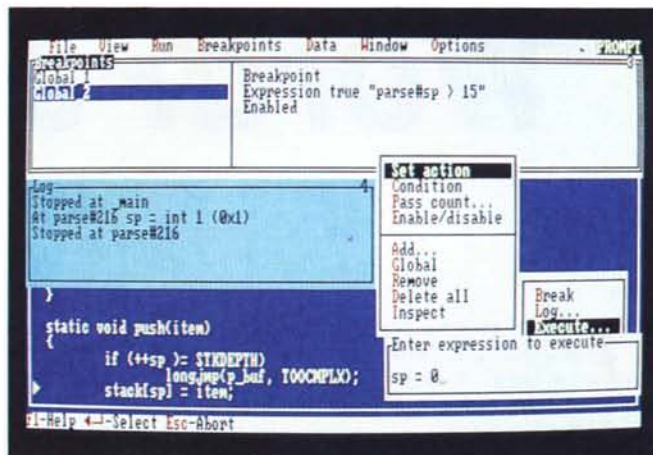 File View Run Breakpoints Data Window Options PROMPT
Breakpoints 3
Global 1
Global 2
Breakpoint
Expression true "parse#sp > 15"
Enabled
Log 4
Stopped at _main
At parse#216 sp = int 1 (0x1)
Stopped at parse#216
Set action
Condition
Pass count...
Enable/disable
Add...
Global
Remove
Delete all
Inspect
Break
Log...
Execute...
Enter expression to execute
sp = 0_
}
static void push(item)
{
if (++sp >= STKDEPTH)
longjmp(p_buf, TOOCMPLX);
stack[sp] = item;
F1-Help ←┘-Select Esc-Abort